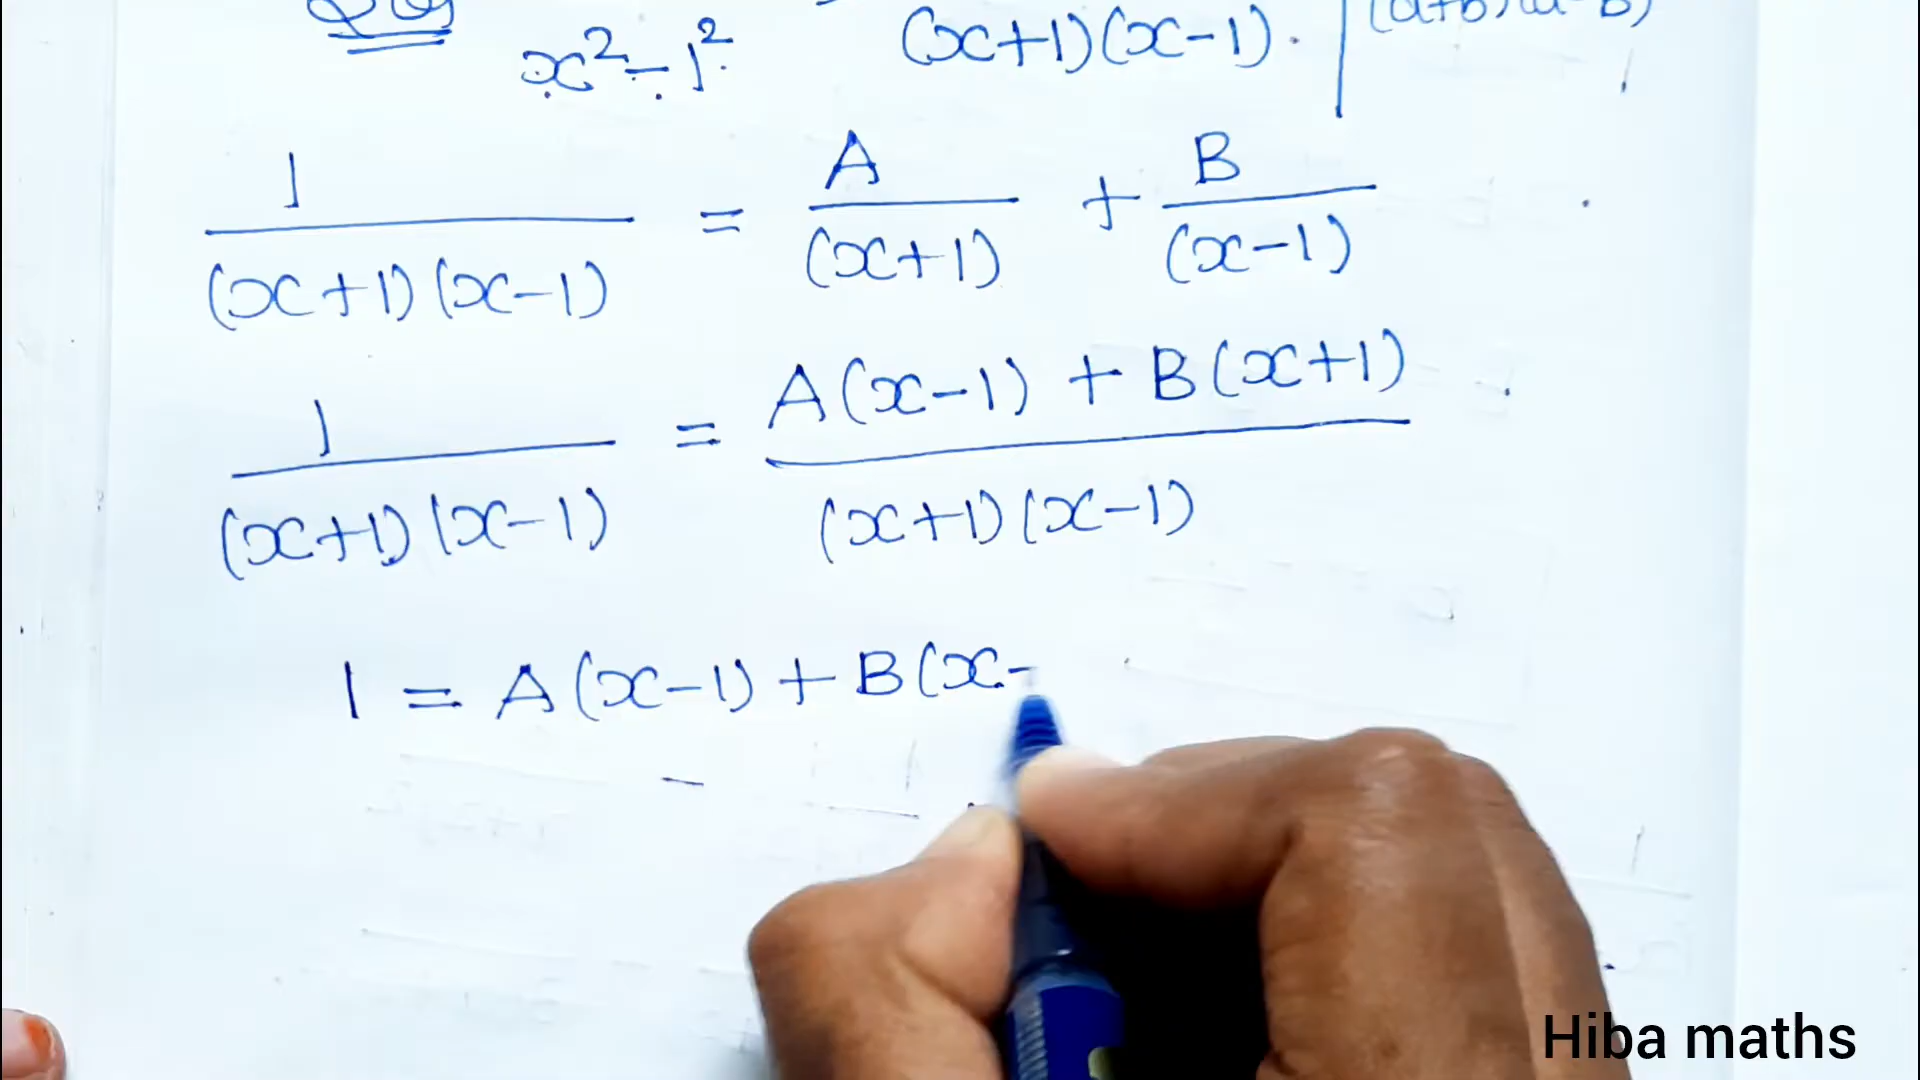 x² - 1² (x+1)(x-1).
1/((x+1)(x-1)) = A/(x+1) + B/(x-1)
1/((x+1)(x-1)) = (A(x-1) + B(x+1))/((x+1)(x-1))
1 = A(x-1) + B(x-
Hiba maths